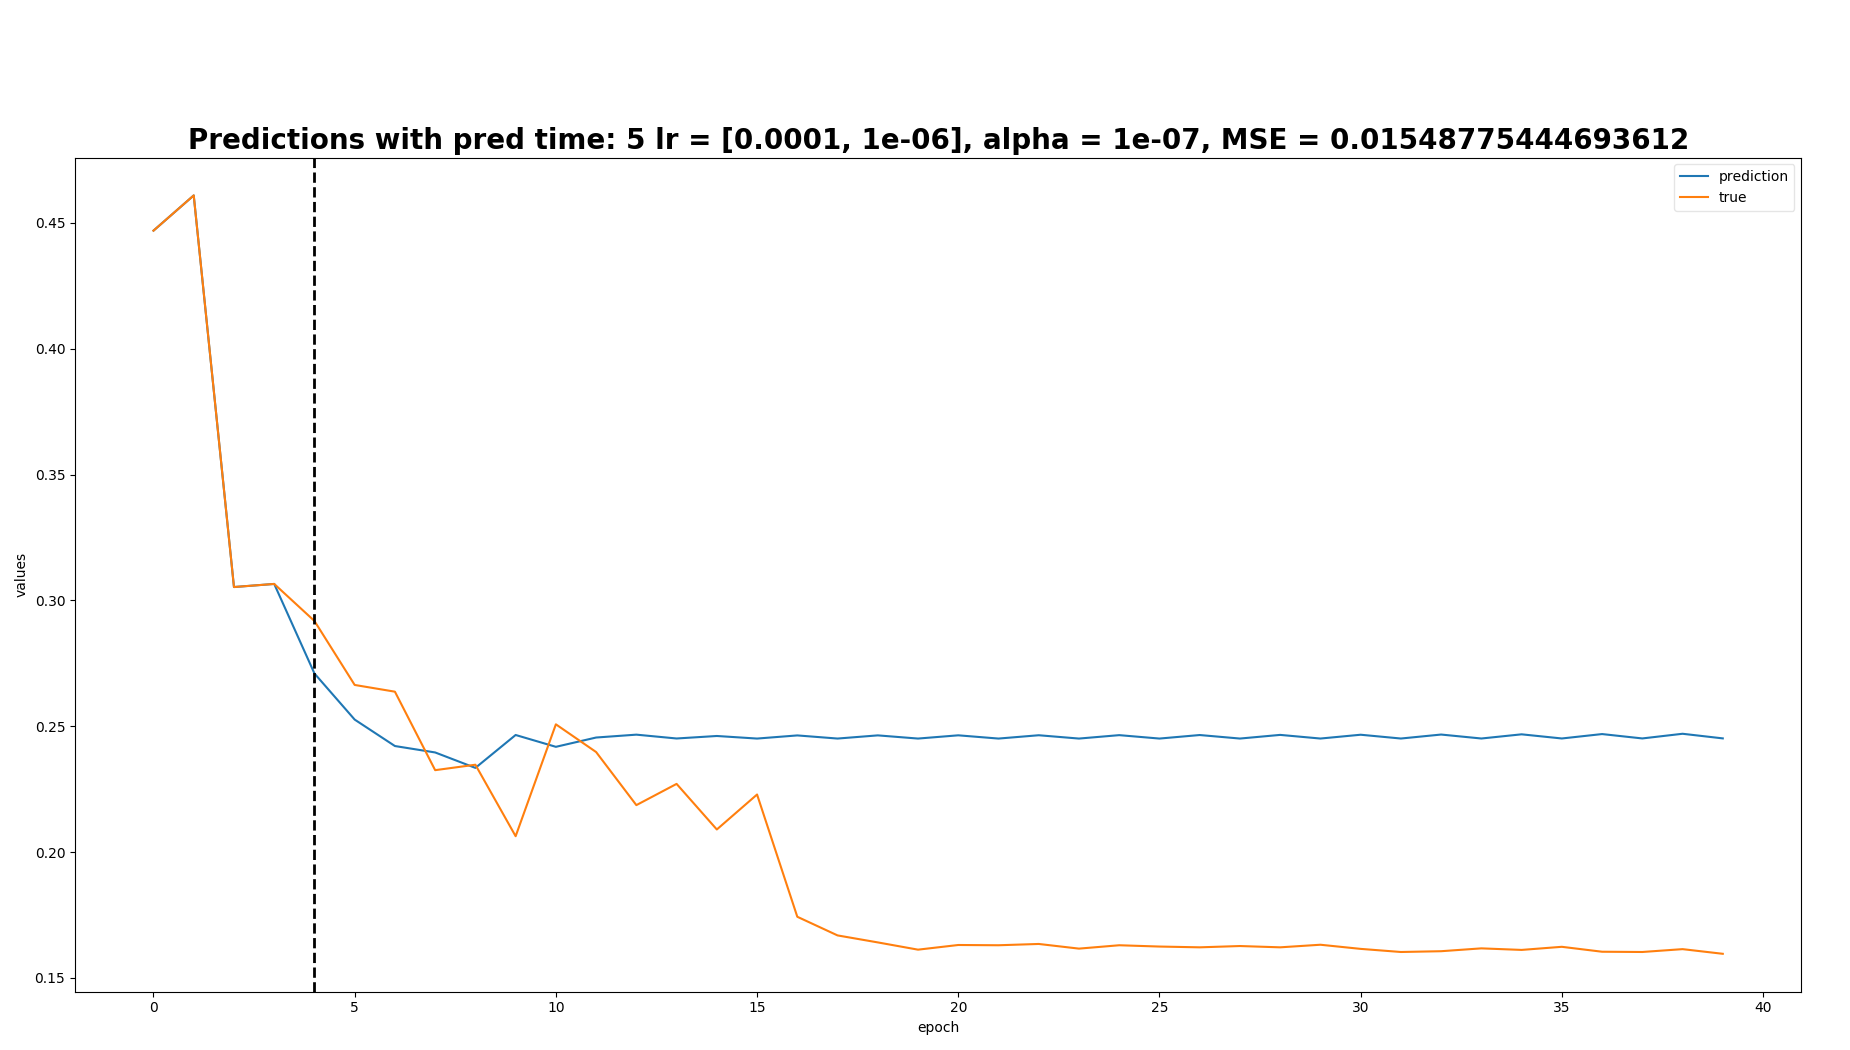 Predictions with pred time: 5 lr = [0.0001, 1e-06], alpha = 1e-07, MSE = 0.01548775444693612
prediction
true
0.45
0.40
0.35
0.30
0.25
0.20
0.15
values
0 5 10 15 20 25 30 35 40
epoch